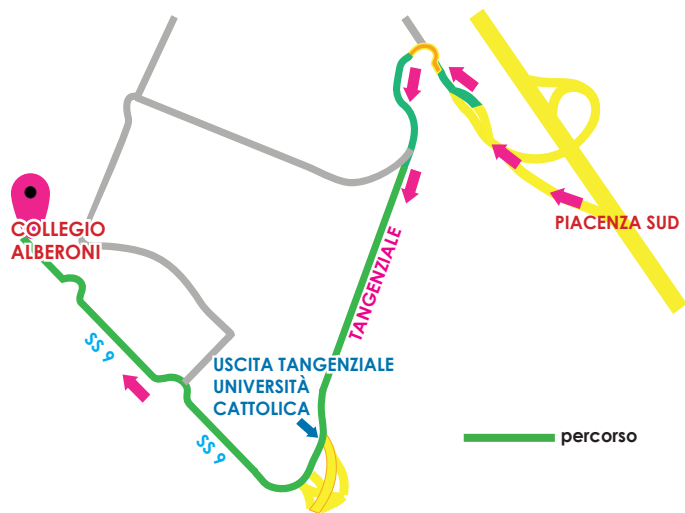 COLLEGIO
ALBERONI
PIACENZA SUD
TANGENZIALE
SS 9
USCITA TANGENZIALE
UNIVERSITÀ
CATTOLICA
SS 9
percorso